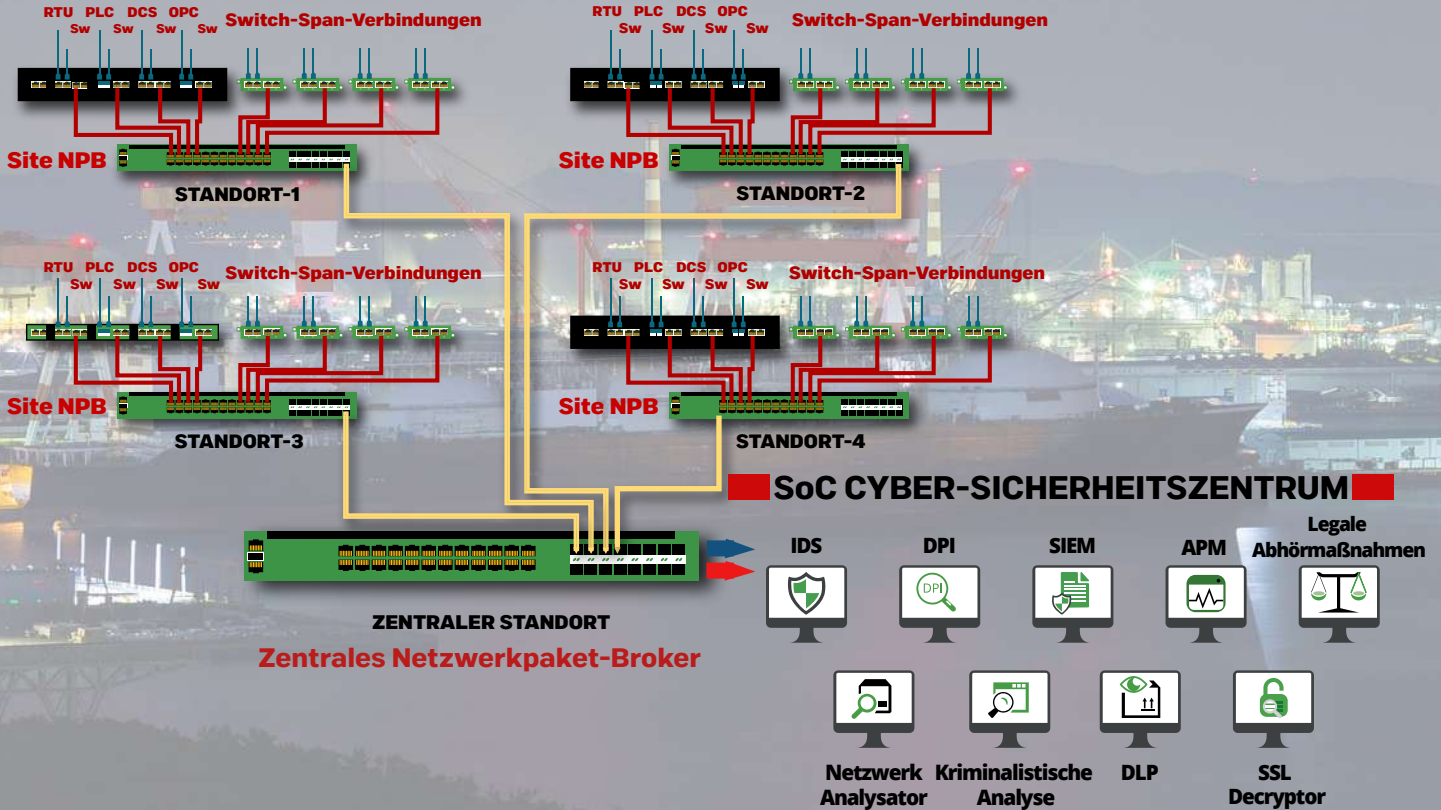 RTU PLC DCS OPC
Sw Sw Sw Sw
Switch-Span-Verbindungen
Site NPB
STANDORT-1
RTU PLC DCS OPC
Sw Sw Sw Sw
Switch-Span-Verbindungen
Site NPB
STANDORT-2
RTU PLC DCS OPC
Sw Sw Sw Sw
Switch-Span-Verbindungen
Site NPB
STANDORT-3
RTU PLC DCS OPC
Sw Sw Sw Sw
Switch-Span-Verbindungen
Site NPB
STANDORT-4
ZENTRALER STANDORT
Zentrales Netzwerkpaket-Broker
SoC CYBER-SICHERHEITSZENTRUM
IDS
DPI
DPI
SIEM
APM
Legale
Abhörmaßnahmen
Netzwerk
Analysator
Kriminalistische
Analyse
DLP
SSL
Decryptor